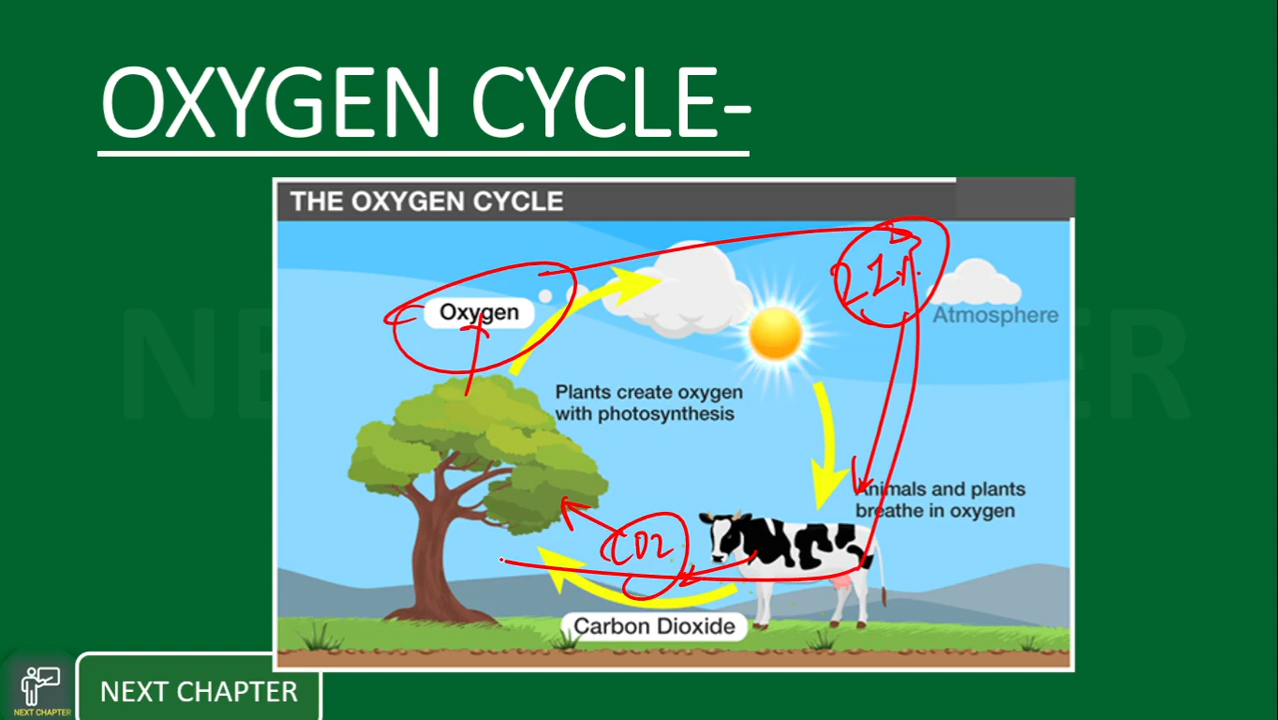 OXYGEN CYCLE-
THE OXYGEN CYCLE
Oxygen
Atmosphere
Plants create oxygen
with photosynthesis
Animals and plants
breathe in oxygen
CO2
Carbon Dioxide
NEXT CHAPTER
NEXT CHAPTER